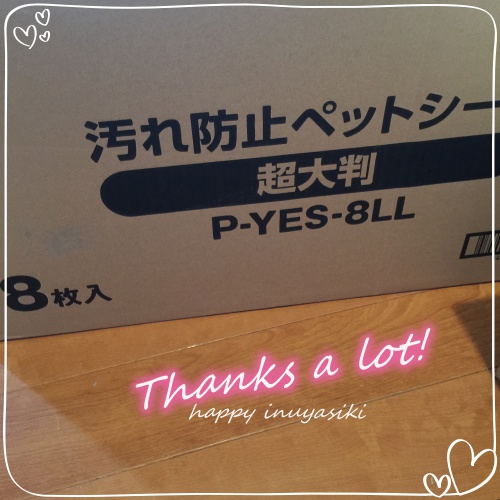 汚れ防止ペットシー
超大判
P-YES-8LL
8枚入
Thanks a lot!
happy inuyasiki